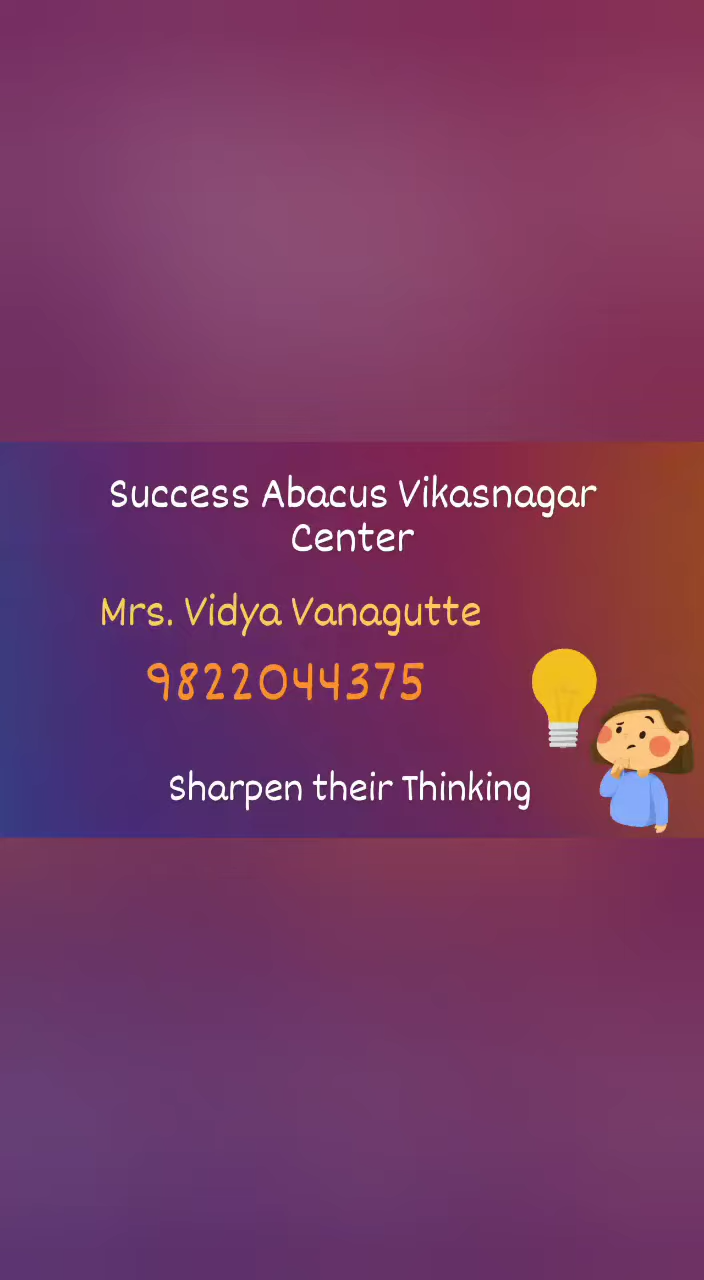 Success Abacus Vikasnagar
Center
Mrs. Vidya Vanagutte
9822044375
Sharpen their Thinking